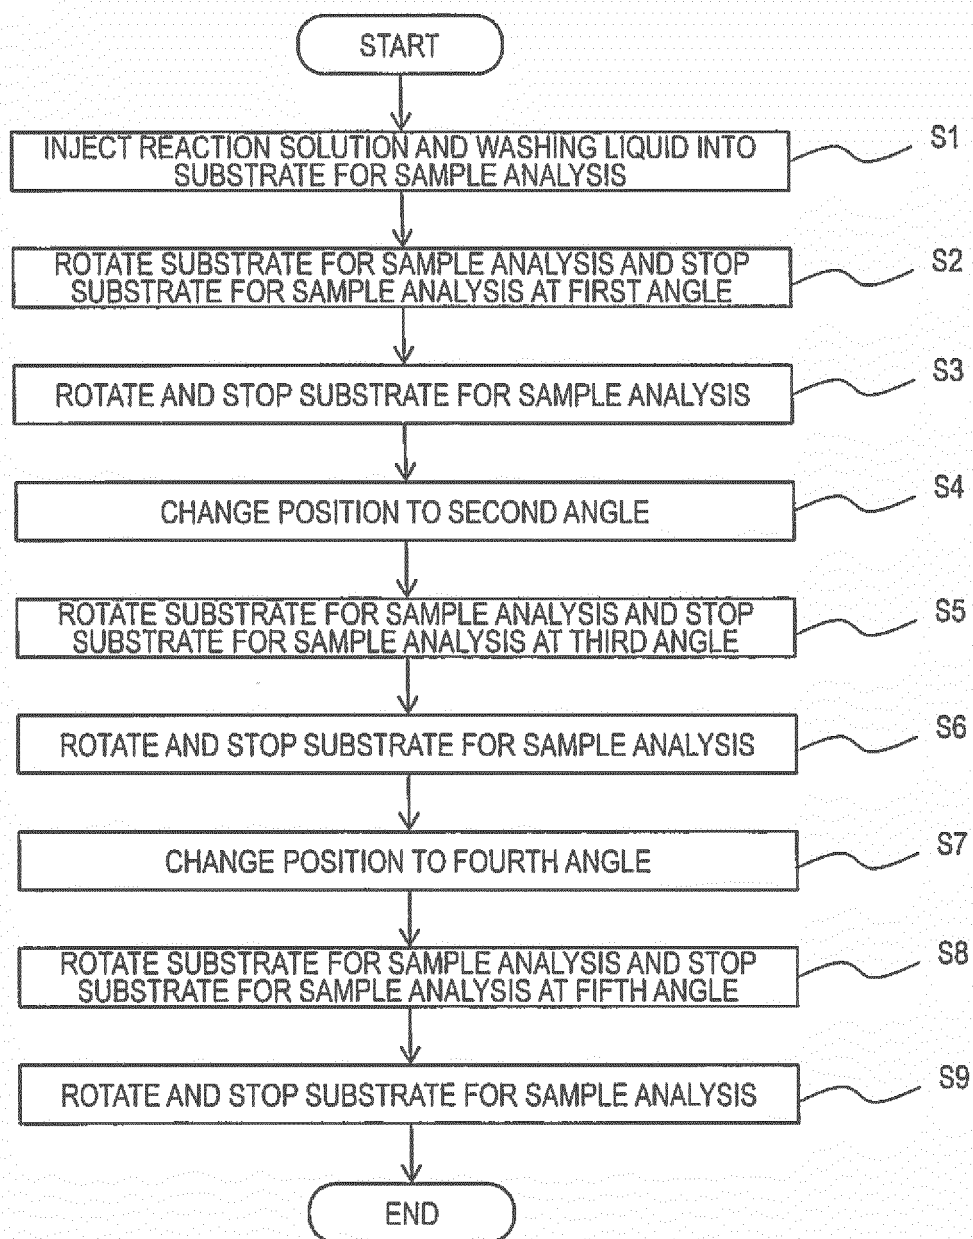 START
INJECT REACTION SOLUTION AND WASHING LIQUID INTO
SUBSTRATE FOR SAMPLE ANALYSIS
S1
ROTATE SUBSTRATE FOR SAMPLE ANALYSIS AND STOP
SUBSTRATE FOR SAMPLE ANALYSIS AT FIRST ANGLE
S2
ROTATE AND STOP SUBSTRATE FOR SAMPLE ANALYSIS
S3
CHANGE POSITION TO SECOND ANGLE
S4
ROTATE SUBSTRATE FOR SAMPLE ANALYSIS AND STOP
SUBSTRATE FOR SAMPLE ANALYSIS AT THIRD ANGLE
S5
ROTATE AND STOP SUBSTRATE FOR SAMPLE ANALYSIS
S6
CHANGE POSITION TO FOURTH ANGLE
S7
ROTATE SUBSTRATE FOR SAMPLE ANALYSIS AND STOP
SUBSTRATE FOR SAMPLE ANALYSIS AT FIFTH ANGLE
S8
ROTATE AND STOP SUBSTRATE FOR SAMPLE ANALYSIS
S9
END